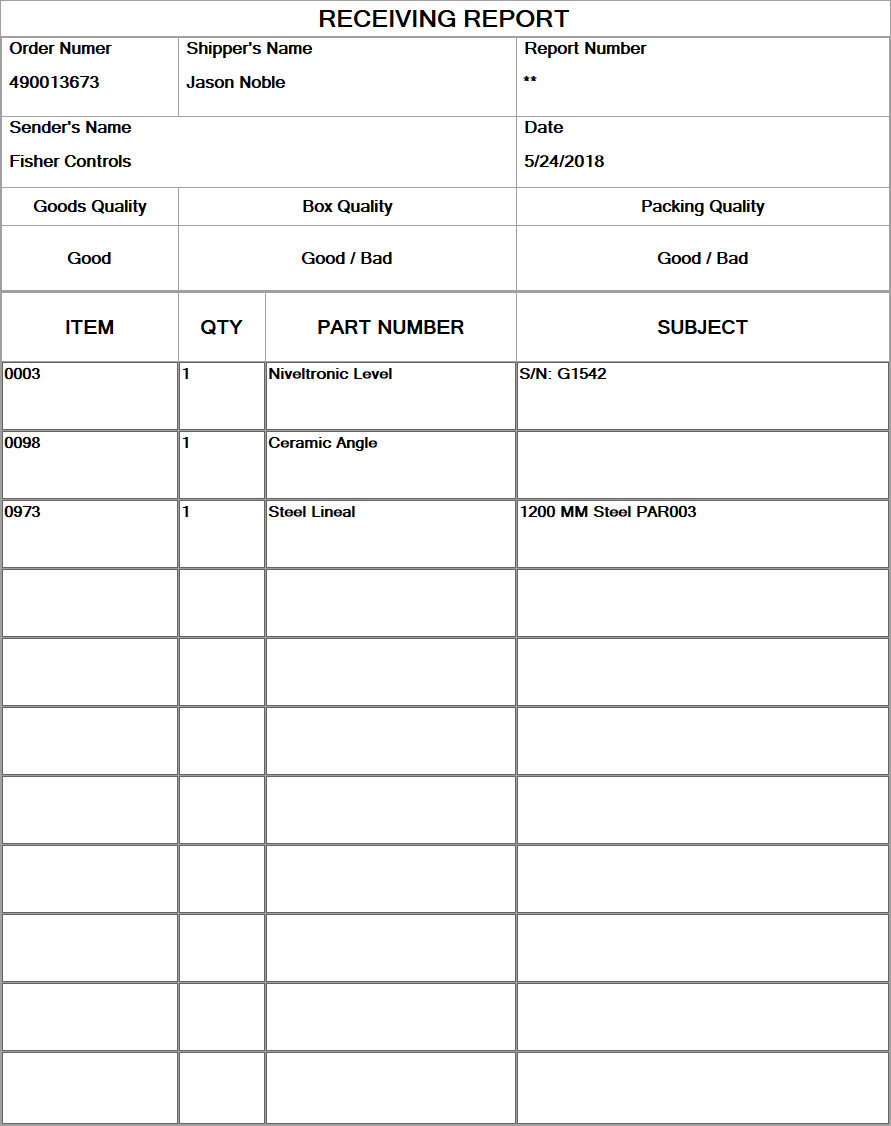 RECEIVING REPORT
Order Numer Shipper's Name Report Number
490013673 Jason Noble **
Sender's Name Date
Fisher Controls 5/24/2018
Goods Quality Box Quality Packing Quality
Good Good / Bad Good / Bad
ITEM QTY PART NUMBER SUBJECT
0003 1 Niveltronic Level S/N: G1542
0098 1 Ceramic Angle
0973 1 Steel Lineal 1200 MM Steel PAR003